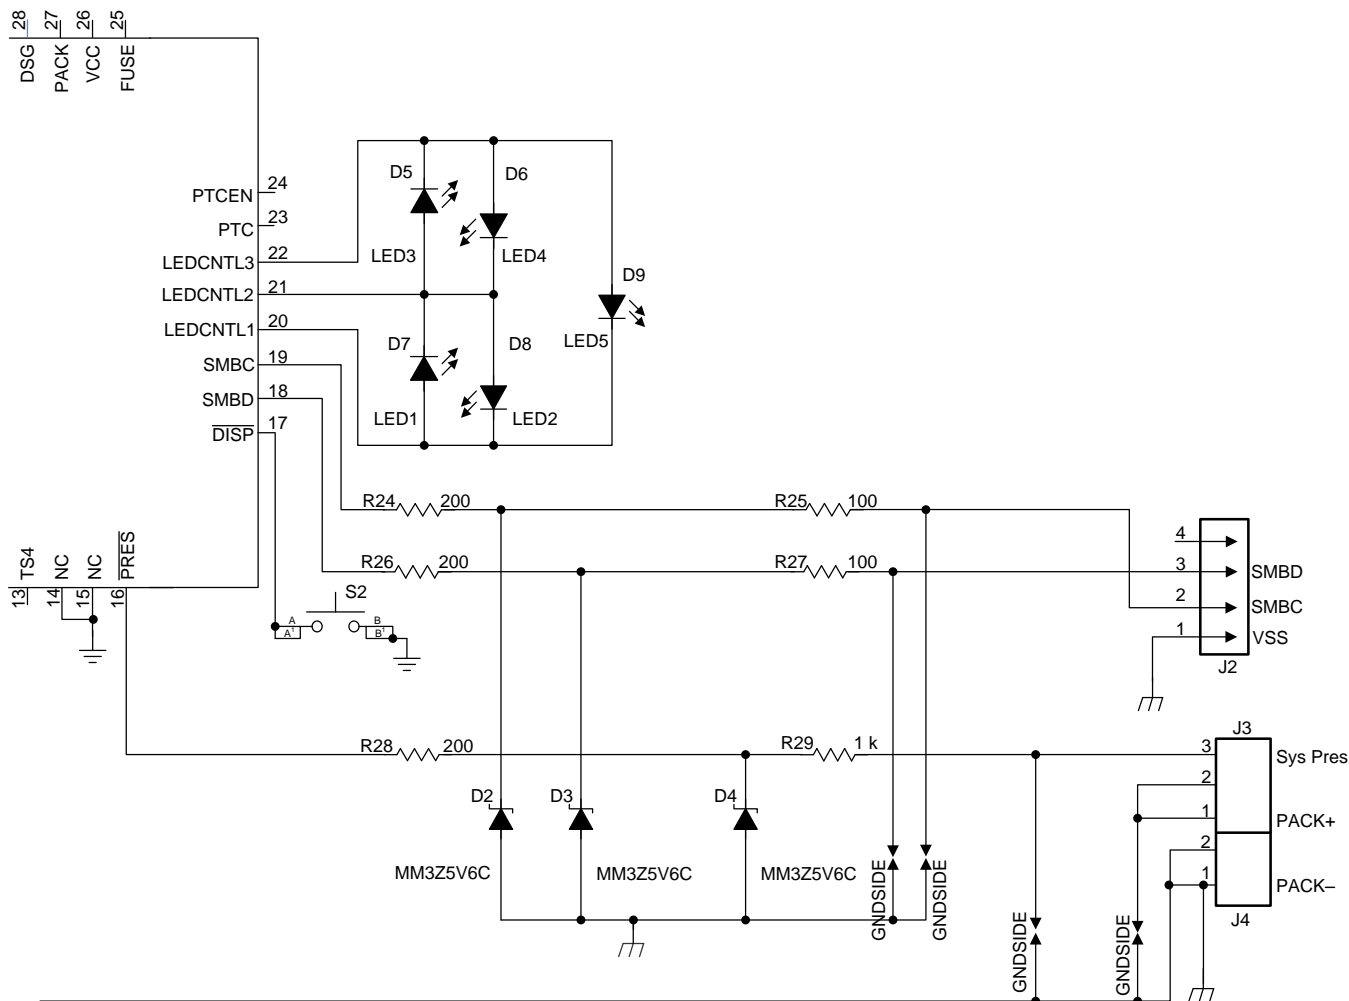 28
27
26
25
DSG
PACK
VCC
FUSE
PTCEN 24
PTC 23
LEDCNTL3 22
LEDCNTL2 21
LEDCNTL1 20
SMBC 19
SMBD 18
DISP 17
D5
D6
LED3
LED4
D9
LED5
D7
D8
LED1
LED2
R24 200
R25 100
R26 200
R27 100
4
3 SMBD
2 SMBC
1 VSS
J2
TS4
NC
NC
PRES
13
14
15
16
S2
A
A1
B
B1
R28 200
R29 1 k
J3
3 Sys Pres
2
1 PACK+
2
1 PACK–
J4
D2
D3
D4
MM3Z5V6C
MM3Z5V6C
MM3Z5V6C
GNDSIDE
GNDSIDE
GNDSIDE
GNDSIDE